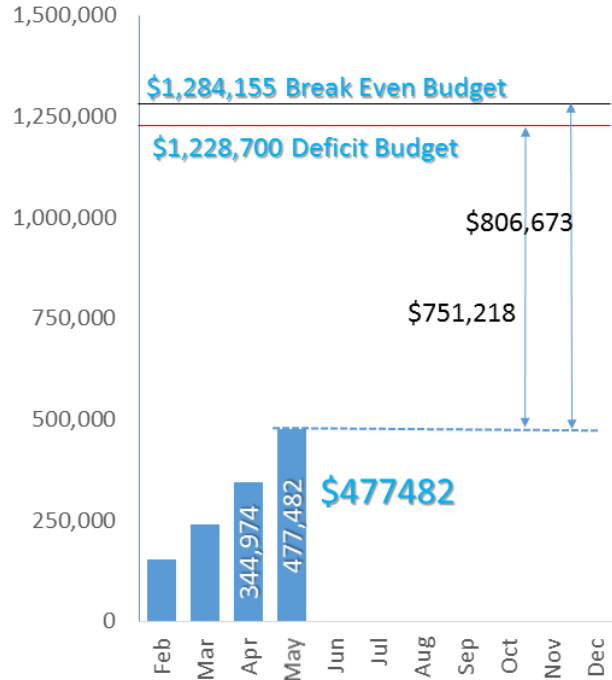 1,500,000
$1,284,155 Break Even Budget
1,250,000
$1,228,700 Deficit Budget
1,000,000
$806,673
750,000
$751,218
500,000
$477482
477,482
344,974
250,000
0
Feb
Mar
Apr
May
Jun
Jul
Aug
Sep
Oct
Nov
Dec